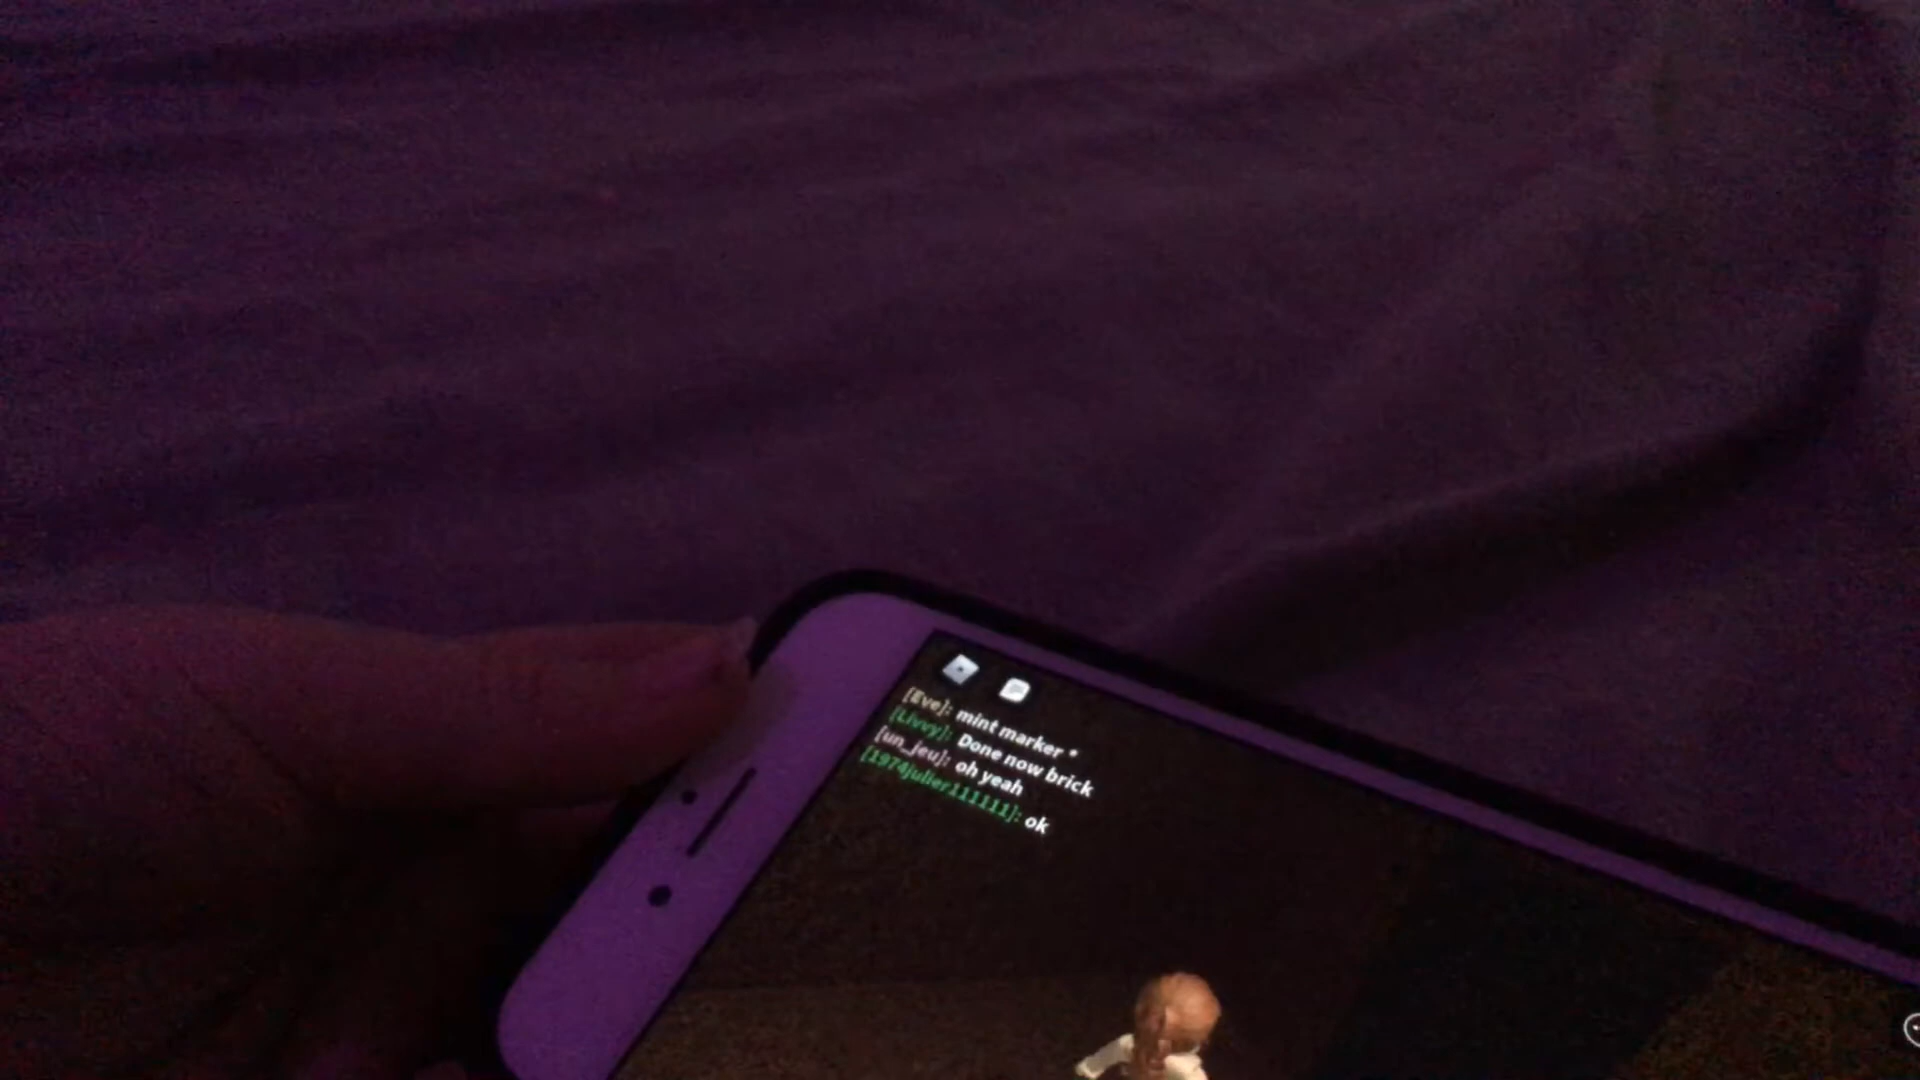 [Eve]: mint marker *
[Livvy]: Done now brick
[un_jeu]: oh yeah
[1974julier111111]: ok